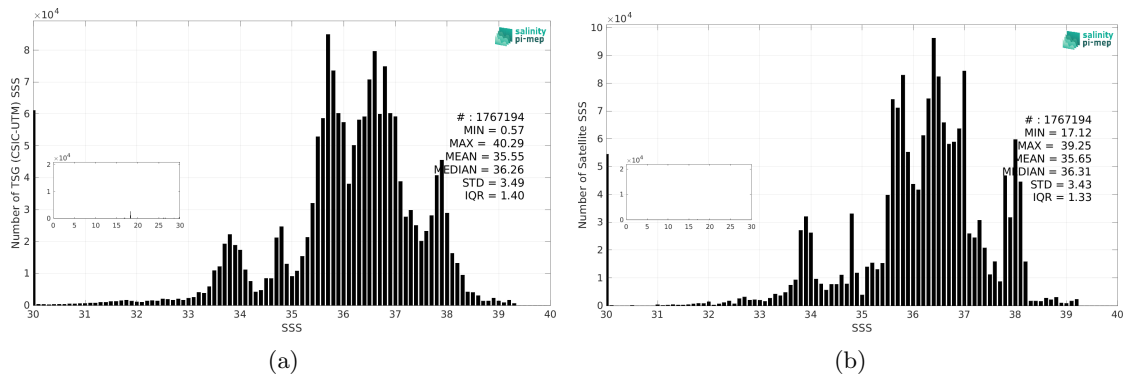 ×10⁴
Number of TSG (CSIC-UTM) SSS
9
8
7
6
5
4
3
2
1
0
30 31 32 33 34 35 36 37 38 39 40
SSS
salinity
pi-mep
# : 1767194
MIN = 0.57
MAX = 40.29
MEAN = 35.55
MEDIAN = 36.26
STD = 3.49
IQR = 1.40
×10⁴
2
1
0
0 5 10 15 20 25 30
(a)
×10⁴
Number of Satellite SSS
10
9
8
7
6
5
4
3
2
1
0
30 31 32 33 34 35 36 37 38 39 40
SSS
salinity
pi-mep
# : 1767194
MIN = 17.12
MAX = 39.25
MEAN = 35.65
MEDIAN = 36.31
STD = 3.43
IQR = 1.33
×10⁴
2
1
0
0 5 10 15 20 25 30
(b)